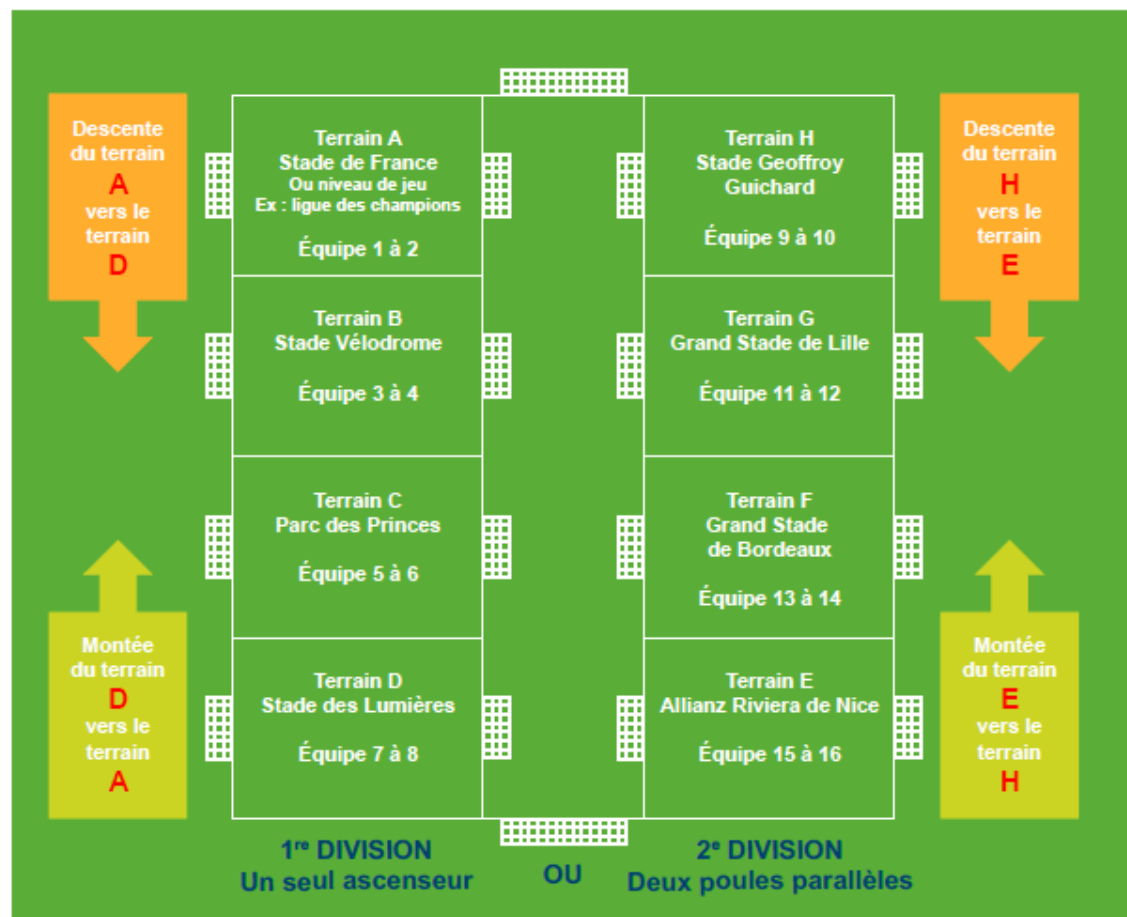 Descente
du terrain
A
vers le
terrain
D
Montée
du terrain
D
vers le
terrain
A
Terrain A
Stade de France
Ou niveau de jeu
Ex : ligue des champions
Équipe 1 à 2
Terrain B
Stade Vélodrome
Équipe 3 à 4
Terrain C
Parc des Princes
Équipe 5 à 6
Terrain D
Stade des Lumières
Équipe 7 à 8
Terrain H
Stade Geoffroy
Guichard
Équipe 9 à 10
Terrain G
Grand Stade de Lille
Équipe 11 à 12
Terrain F
Grand Stade
de Bordeaux
Équipe 13 à 14
Terrain E
Allianz Riviera de Nice
Équipe 15 à 16
Descente
du terrain
H
vers le
terrain
E
Montée
du terrain
E
vers le
terrain
H
1re DIVISION
Un seul ascenseur
OU
2e DIVISION
Deux poules parallèles